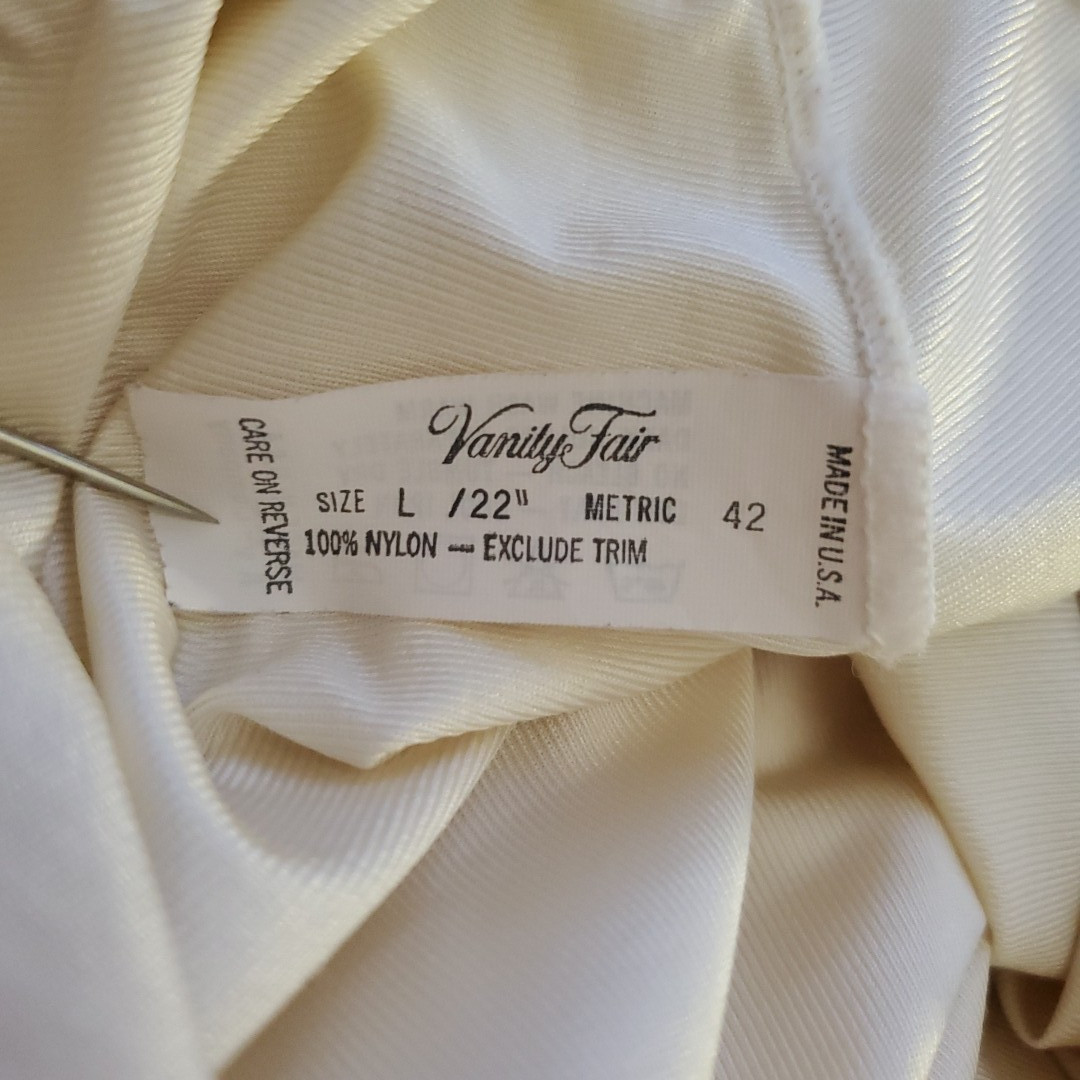 Vanity Fair
SIZE L /22" METRIC 42
100% NYLON — EXCLUDE TRIM
CARE ON REVERSE
MADE IN U.S.A.